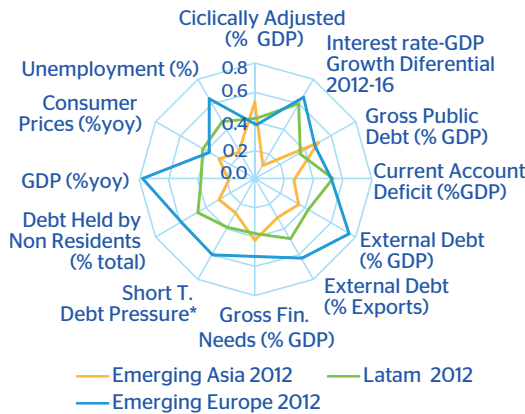 Ciclically Adjusted
(% GDP)
Interest rate-GDP
Growth Diferential
2012-16
Gross Public
Debt (% GDP)
Current Account
Deficit (%GDP)
External Debt
(% GDP)
External Debt
(% Exports)
Gross Fin.
Needs (% GDP)
Short T.
Debt Pressure*
Debt Held by
Non Residents
(% total)
GDP (%yoy)
Consumer
Prices (%yoy)
Unemployment (%)
0.8
0.6
0.4
0.2
0.0
Emerging Asia 2012
Latam 2012
Emerging Europe 2012